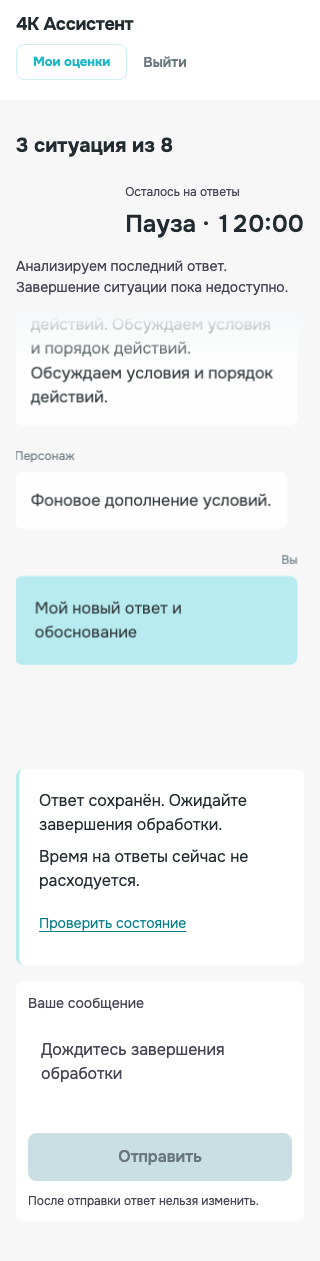 4K Ассистент
Мои оценки
Выйти
3 ситуация из 8
Осталось на ответы
Пауза · 120:00
Анализируем последний ответ.
Завершение ситуации пока недоступно.
действий. Обсуждаем условия
и порядок действий.
Обсуждаем условия и порядок
действий.
Персонаж
Фоновое дополнение условий.
Вы
Мой новый ответ и
обоснование
Ответ сохранён. Ожидайте
завершения обработки.
Время на ответы сейчас не
расходуется.
Проверить состояние
Ваше сообщение
Дождитесь завершения
обработки
Отправить
После отправки ответ нельзя изменить.